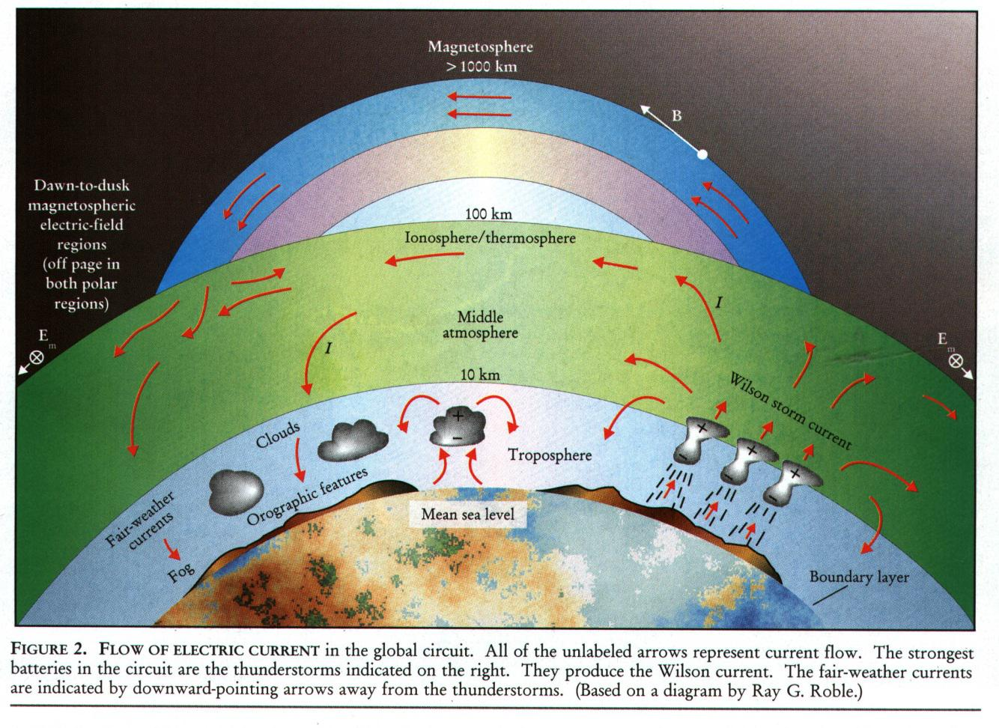 Magnetosphere
> 1000 km
B
Dawn-to-dusk
magnetospheric
electric-field
regions
(off page in
both polar
regions)
E
m
100 km
Ionosphere/thermosphere
I
Middle
atmosphere
I
E
m
10 km
Wilson storm current
Clouds
+
−
Troposphere
+
−
+
−
+
−
Orographic features
Fair-weather
currents
Mean sea level
Fog
Boundary layer
FIGURE 2. FLOW OF ELECTRIC CURRENT in the global circuit. All of the unlabeled arrows represent current flow. The strongest
batteries in the circuit are the thunderstorms indicated on the right. They produce the Wilson current. The fair-weather currents
are indicated by downward-pointing arrows away from the thunderstorms. (Based on a diagram by Ray G. Roble.)